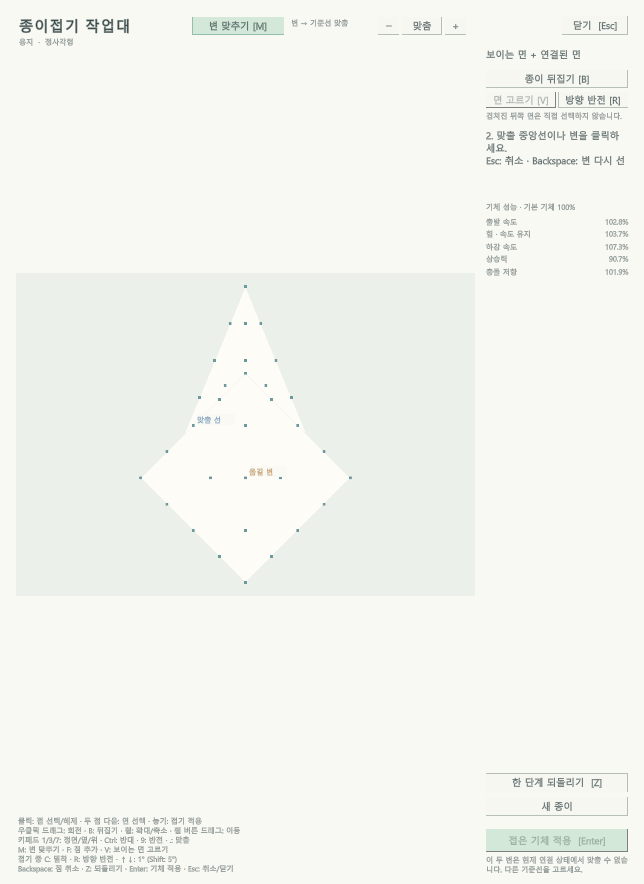 종이접기 작업대
용지 · 정사각형
변 맞추기 [M]
변 → 기준선 맞춤
− 맞춤 +
닫기 [Esc]
보이는 면 + 연결된 면
종이 뒤집기 [B]
면 고르기 [V] 방향 반전 [R]
겹쳐진 뒤쪽 면은 직접 선택하지 않습니다.
2. 맞출 중앙선이나 변을 클릭하
세요.
Esc: 취소 · Backspace: 변 다시 선
기체 성능 · 기본 기체 100%
출발 속도 102.8%
힘 · 속도 유지 103.7%
하강 속도 107.3%
상승력 90.7%
충돌 저항 101.9%
맞출 선
옮길 변
한 단계 되돌리기 [Z]
새 종이
접은 기체 적용 [Enter]
이 두 변은 현재 연결 상태에서 맞출 수 없습
니다. 다른 기준선을 고르세요.
클릭: 점 선택/해제 · 두 점 다음: 면 선택 · 놓기: 접기 적용
우클릭 드래그: 회전 · B: 뒤집기 · 휠: 확대/축소 · 휠 버튼 드래그: 이동
키패드 1/3/7: 정면/옆/위 · Ctrl: 반대 · 9: 반전 · .: 맞춤
M: 변 맞추기 · F: 점 추가 · V: 보이는 면 고르기
접기 중 C: 밀착 · R: 방향 반전 · ↑ ↓: 1° (Shift: 5°)
Backspace: 점 취소 · Z: 되돌리기 · Enter: 기체 적용 · Esc: 취소/닫기